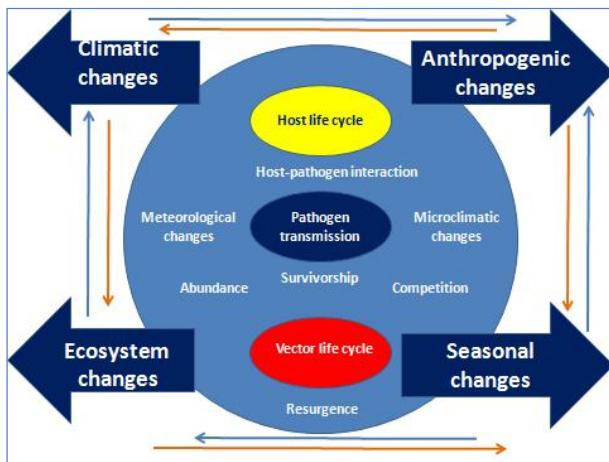 Climatic
changes
Anthropogenic
changes
Host life cycle
Host-pathogen interaction
Meteorological
changes
Pathogen
transmission
Microclimatic
changes
Survivorship
Abundance
Competition
Ecosystem
changes
Vector life cycle
Seasonal
changes
Resurgence